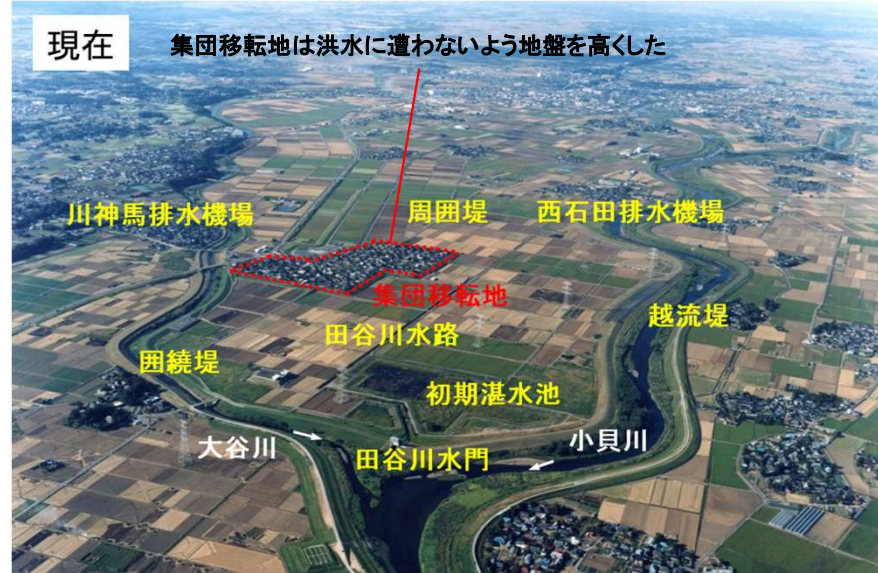 現在
集団移転地は洪水に遭わないよう地盤を高くした
川神馬排水機場
周囲堤
西石田排水機場
集団移転地
越流堤
田谷川水路
囲繞堤
初期湛水池
大谷川
小貝川
田谷川水門